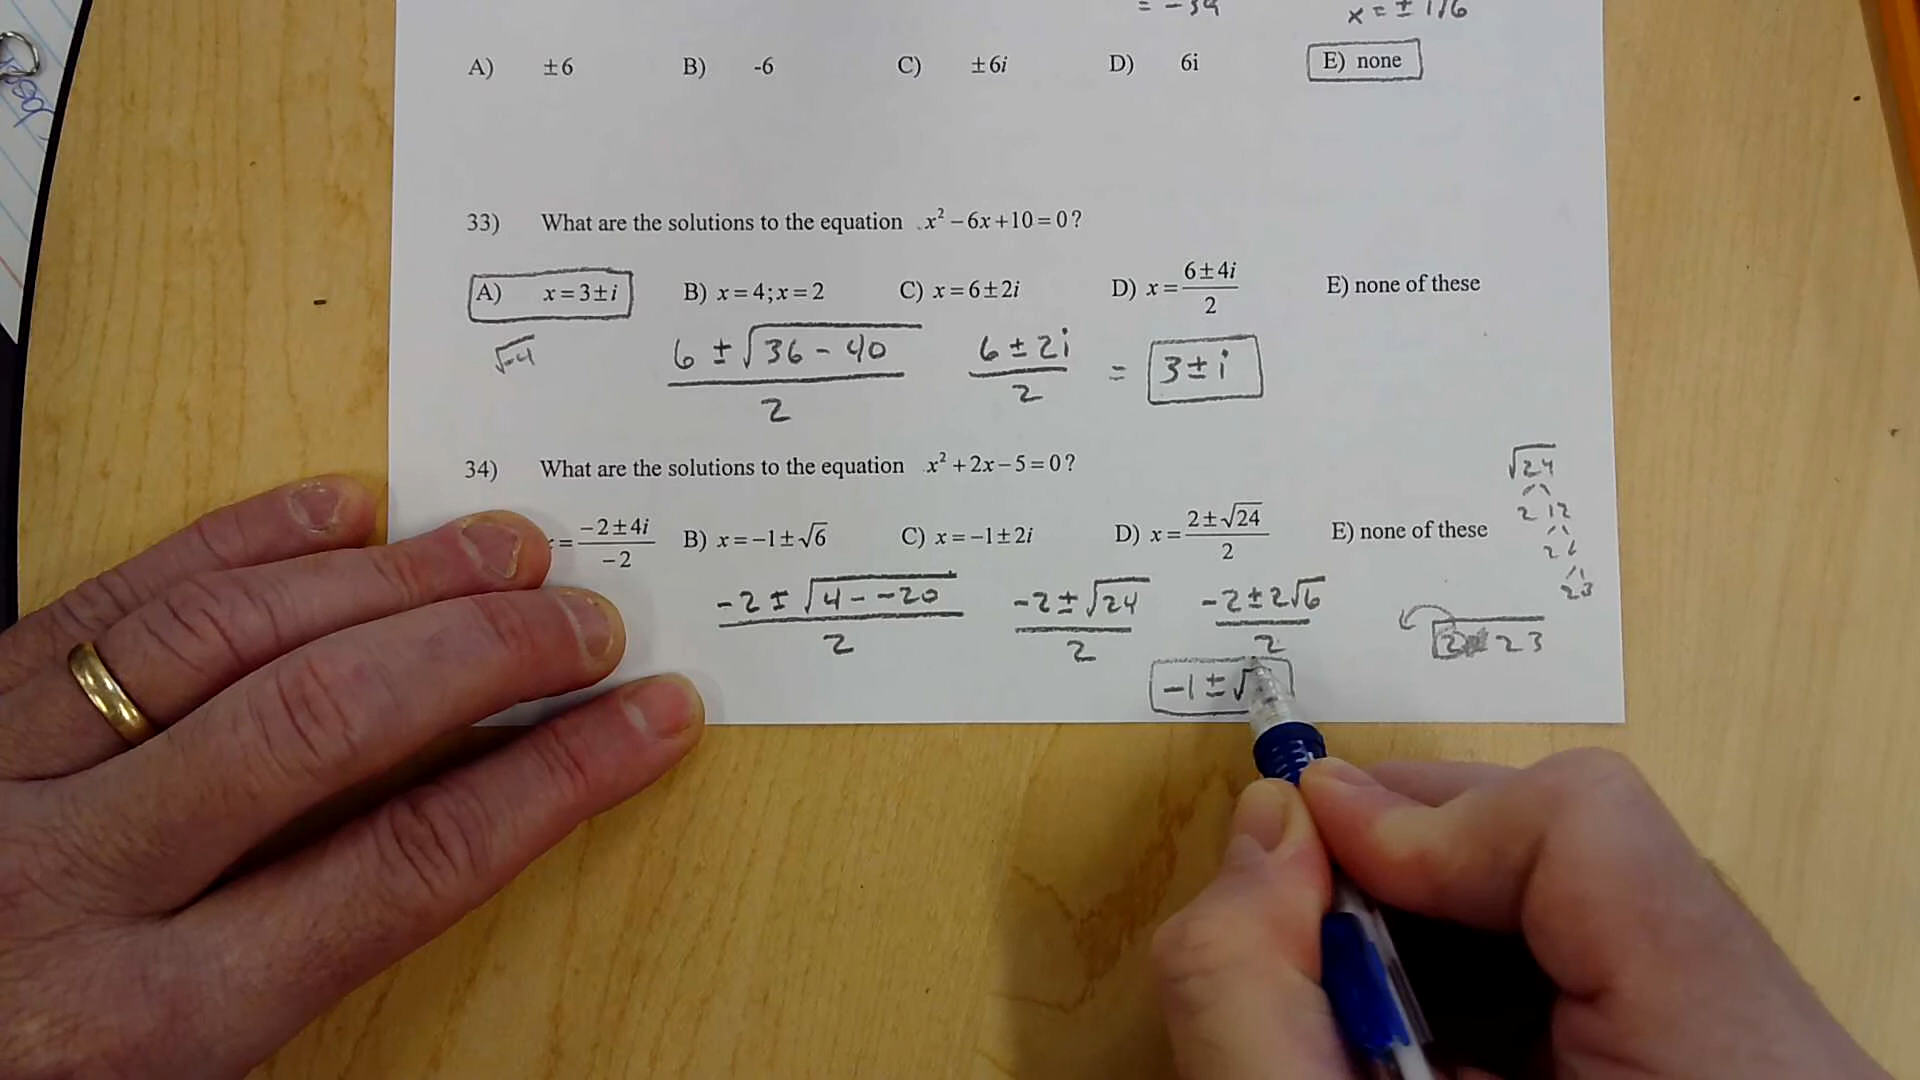 = -34
x = ± i√6
A) ±6 B) -6 C) ±6i D) 6i E) none
33) What are the solutions to the equation x² − 6x + 10 = 0?
A) x = 3 ± i B) x = 4; x = 2 C) x = 6 ± 2i D) x = (6 ± 4i)/2 E) none of these
√-4 (6 ± √(36 - 40))/2 (6 ± 2i)/2 = 3 ± i
34) What are the solutions to the equation x² + 2x − 5 = 0?
= (−2 ± 4i)/−2 B) x = −1 ± √6 C) x = −1 ± 2i D) x = (2 ± √24)/2 E) none of these
(-2 ± √(4 - -20))/2 (-2 ± √24)/2 (-2 ± 2√6)/2
-1 ± √
√24
2 12
2 6
2 3
2 2 3